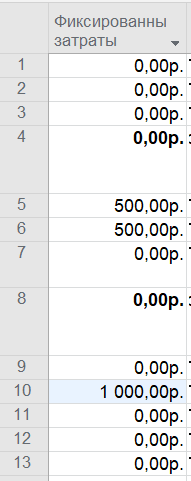 Фиксированны
затраты
1 0,00р.
2 0,00р.
3 0,00р.
4 0,00р.
5 500,00р.
6 500,00р.
7 0,00р.
8 0,00р.
9 0,00р.
10 1 000,00р.
11 0,00р.
12 0,00р.
13 0,00р.